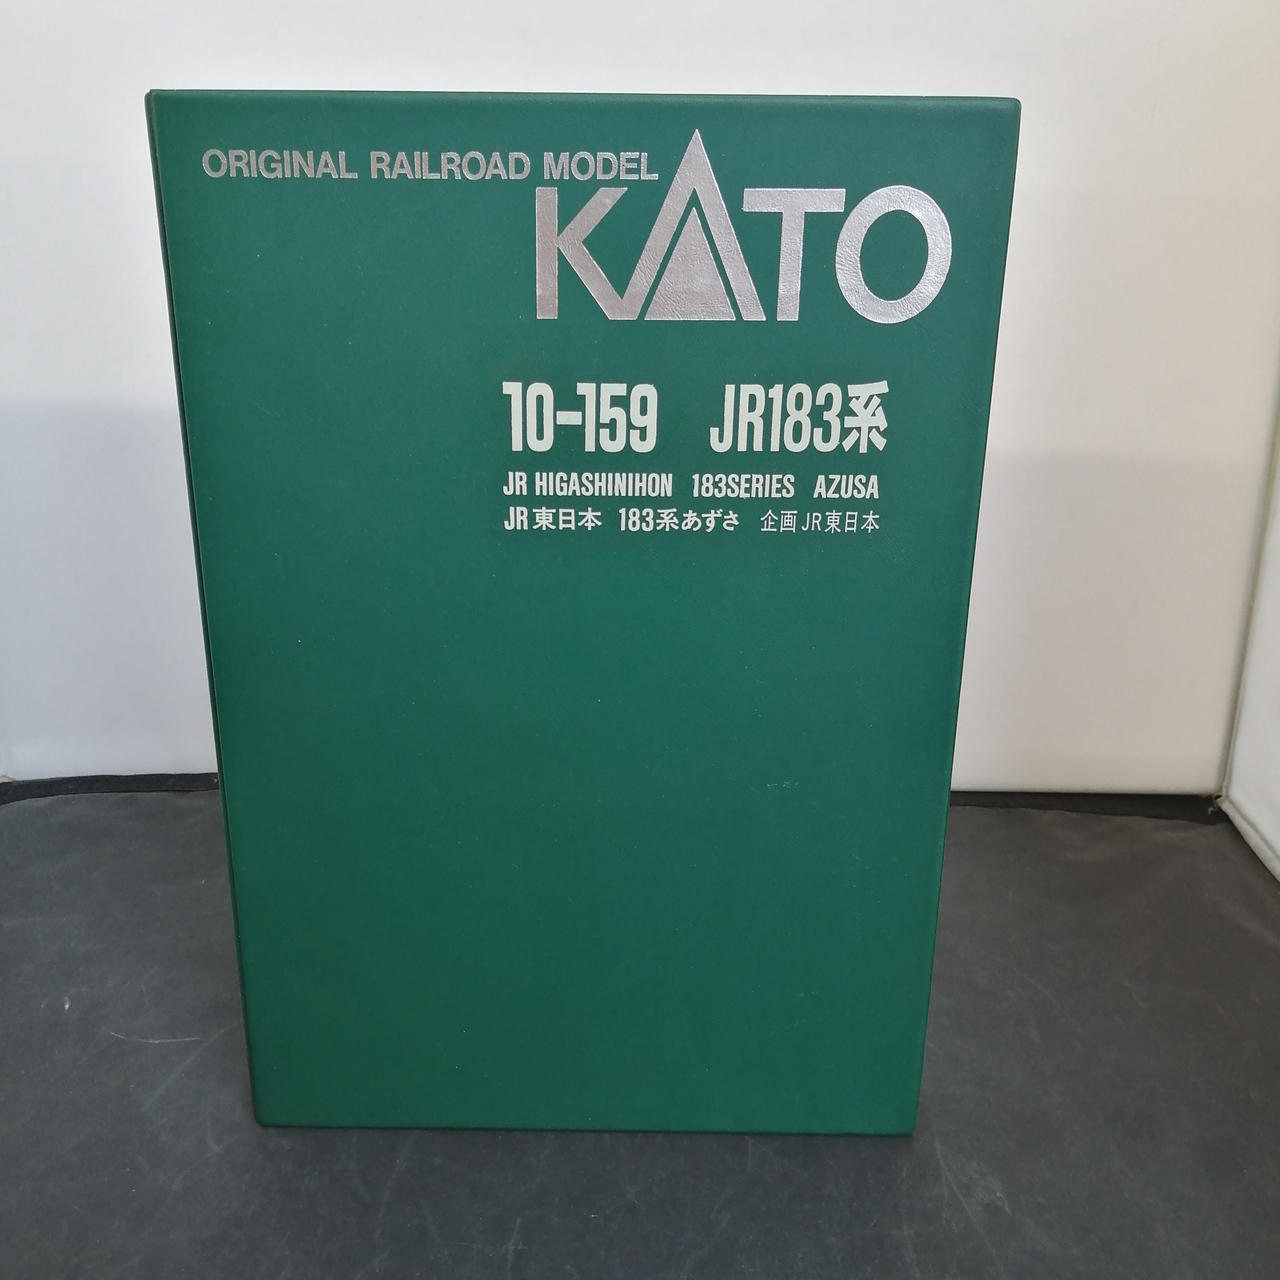 ORIGINAL RAILROAD MODEL
KATO
10-159 JR183系
JR HIGASHINIHON 183SERIES AZUSA
JR東日本 183系あずさ 企画JR東日本